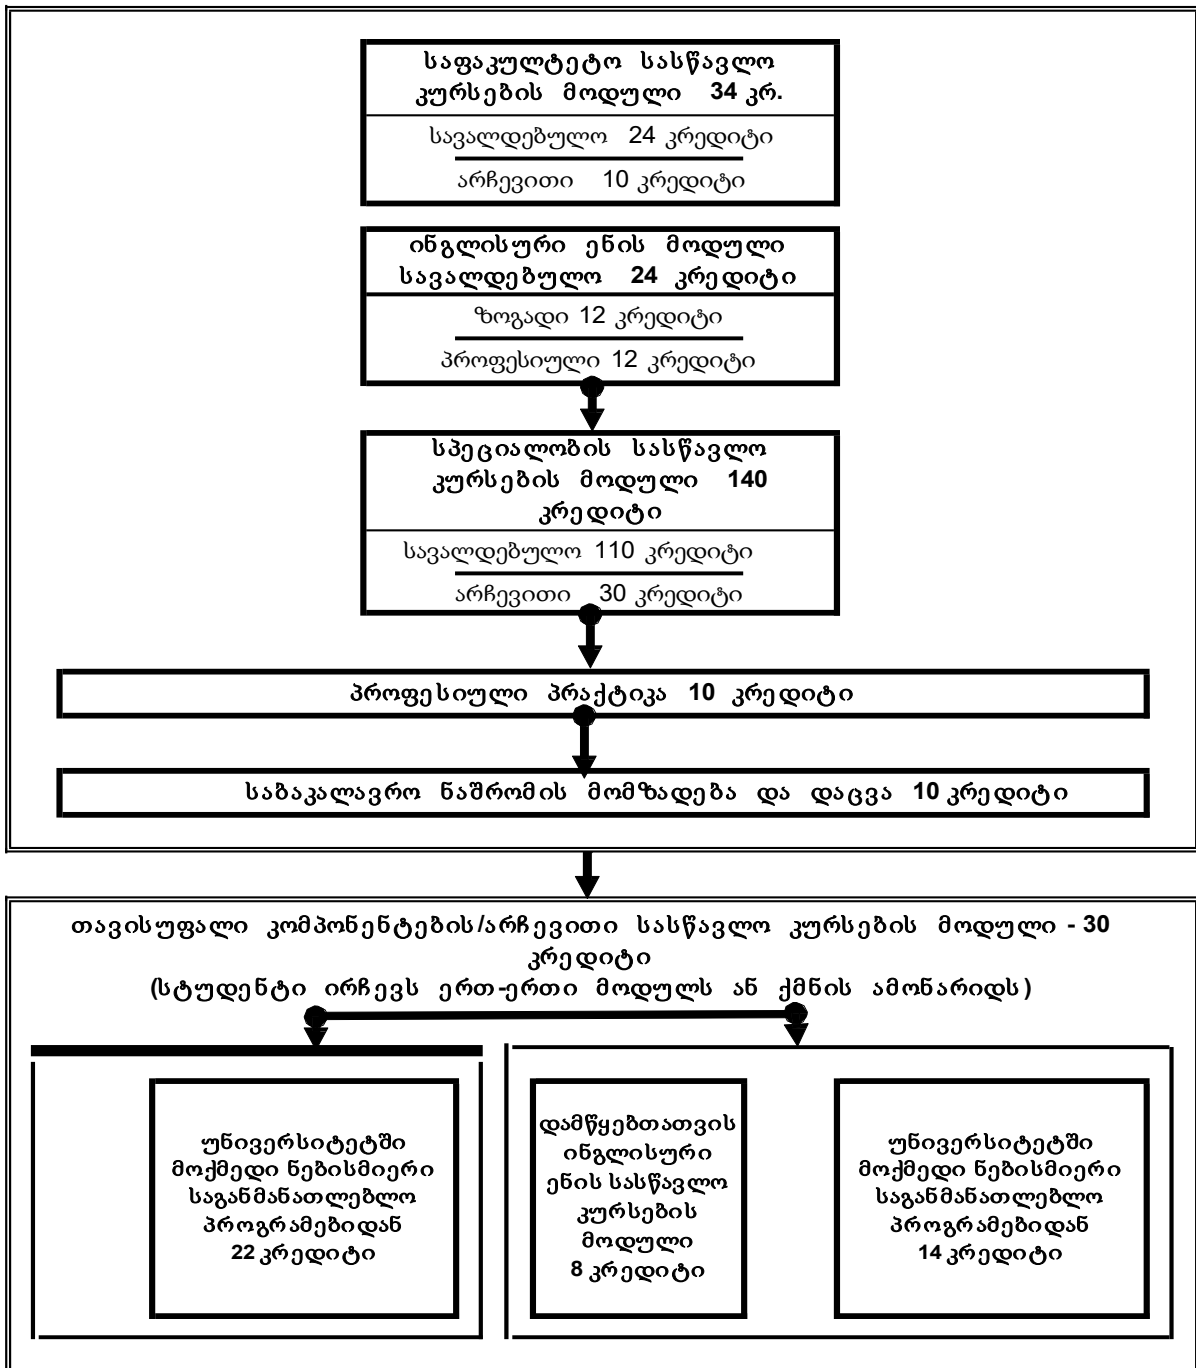 საფაკულტეტო სასწავლო
კურსების მოდული 34 კრ.
სავალდებულო 24 კრედიტი
არჩევითი 10 კრედიტი
ინგლისური ენის მოდული
სავალდებულო 24 კრედიტი
ზოგადი 12 კრედიტი
პროფესიული 12 კრედიტი
სპეციალობის სასწავლო
კურსების მოდული 140
კრედიტი
სავალდებულო 110 კრედიტი
არჩევითი 30 კრედიტი
პროფესიული პრაქტიკა 10 კრედიტი
საბაკალავრო ნაშრომის მომზადება და დაცვა 10 კრედიტი
თავისუფალი კომპონენტების/არჩევითი სასწავლო კურსების მოდული - 30
კრედიტი
(სტუდენტი ირჩევს ერთ-ერთი მოდულს ან ქმნის ამონარიდს)
უნივერსიტეტში
მოქმედი ნებისმიერი
საგანმანათლებლო
პროგრამებიდან
22 კრედიტი
დამწყებთათვის
ინგლისური
ენის სასწავლო
კურსების
მოდული
8 კრედიტი
უნივერსიტეტში
მოქმედი ნებისმიერი
საგანმანათლებლო
პროგრამებიდან
14 კრედიტი